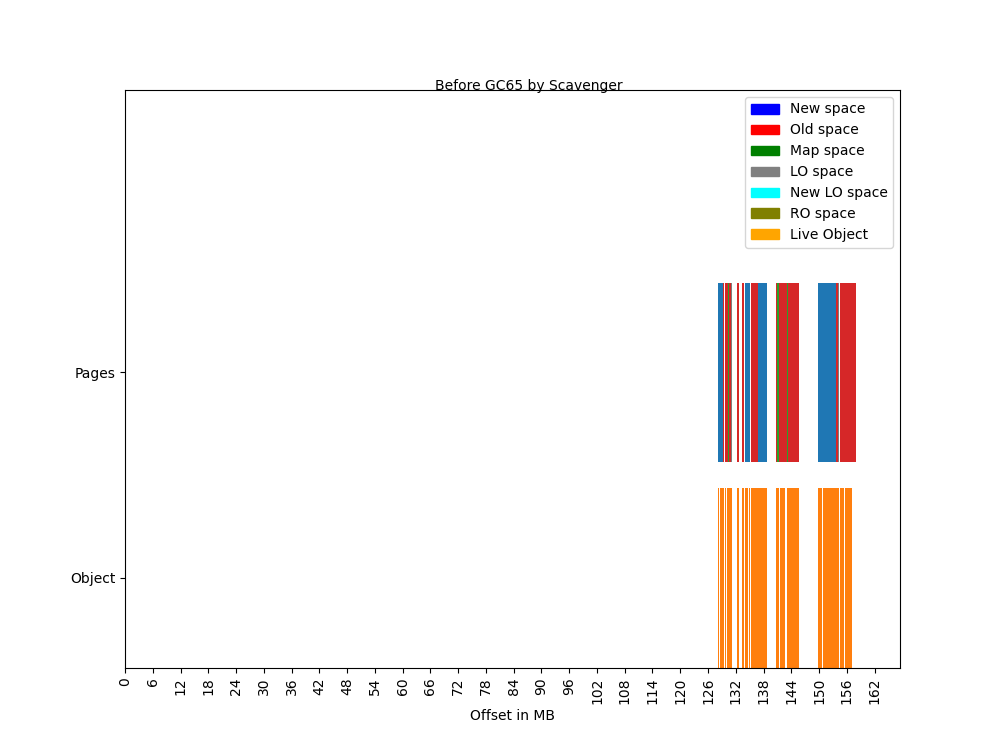 Before GC65 by Scavenger
New space
Old space
Map space
LO space
New LO space
RO space
Live Object
Pages
Object
0 6 12 18 24 30 36 42 48 54 60 66 72 78 84 90 96 102 108 114 120 126 132 138 144 150 156 162
Offset in MB